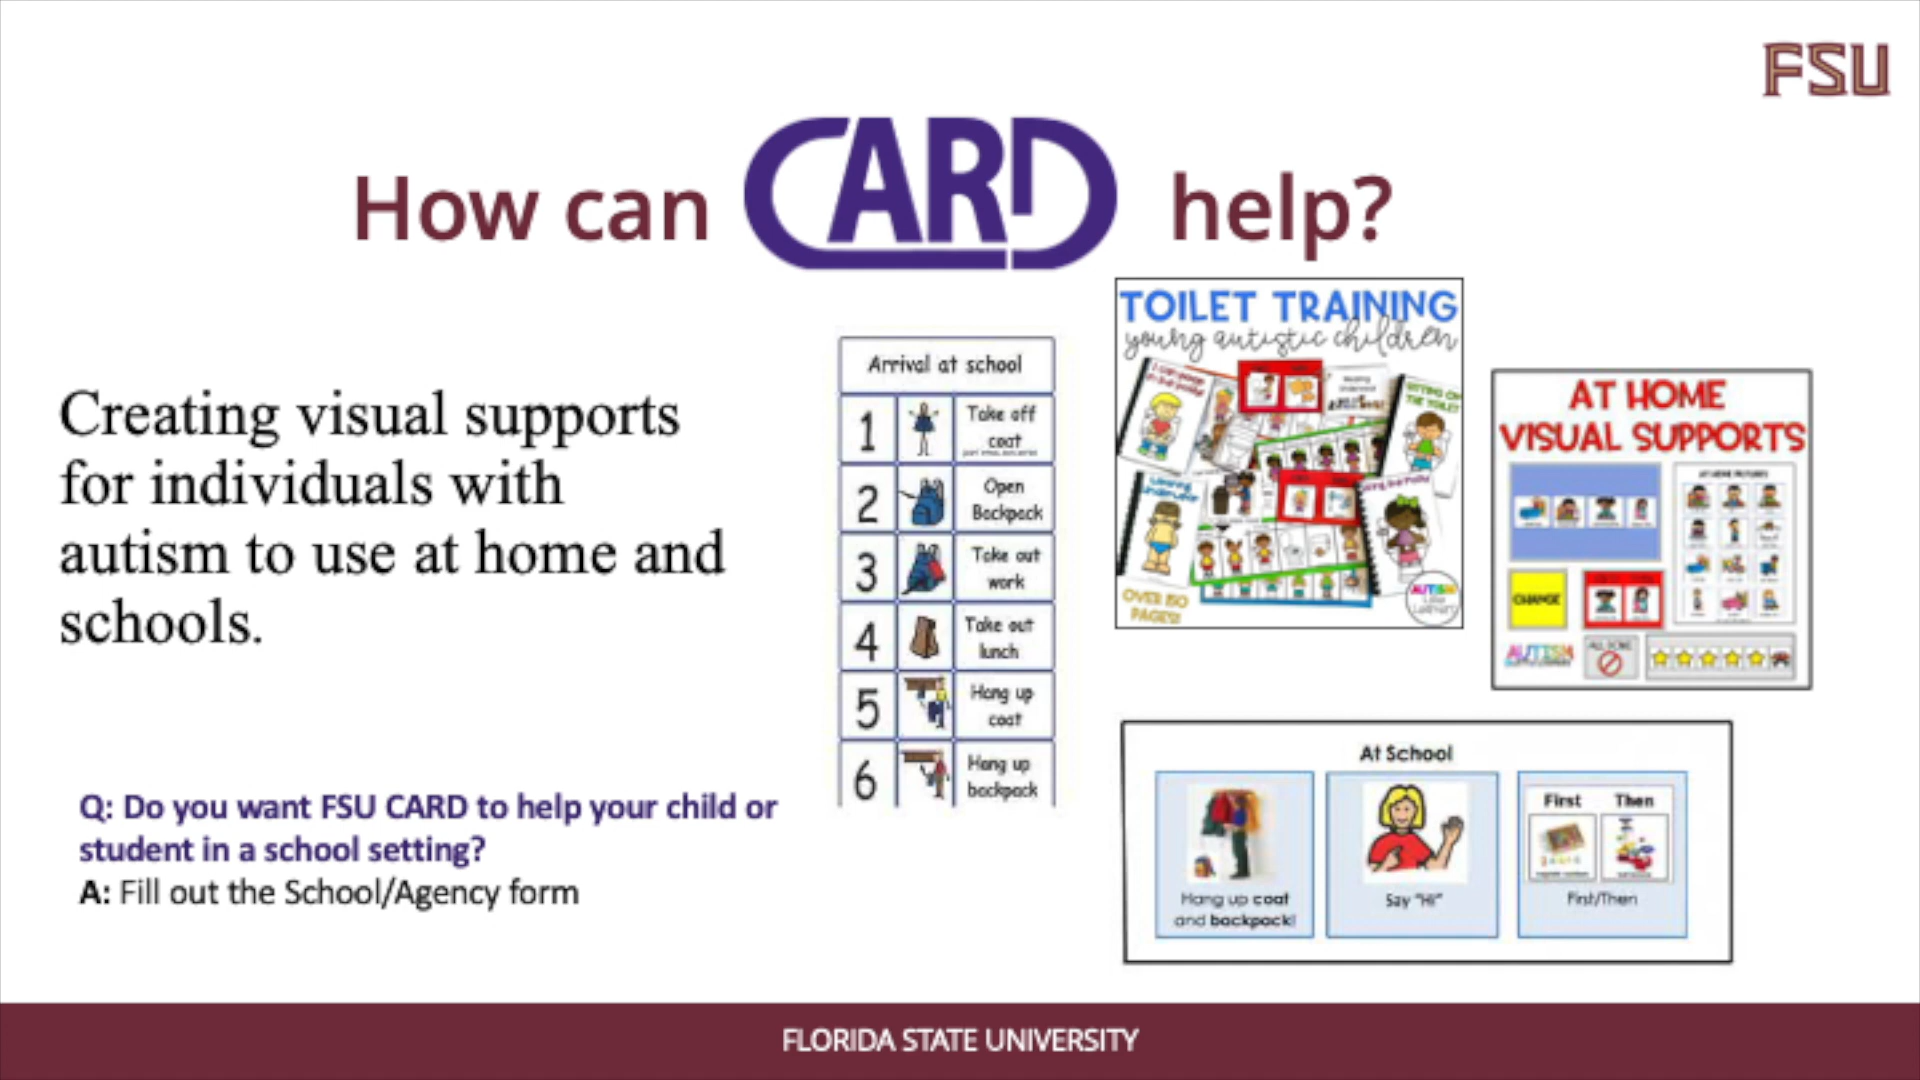 FSU
How can CARD help?
Creating visual supports
for individuals with
autism to use at home and
schools.
Q: Do you want FSU CARD to help your child or
student in a school setting?
A: Fill out the School/Agency form
Arrival at school
1 Take off
coat
2 Open
Backpack
3 Take out
work
4 Take out
lunch
5 Hang up
coat
6 Hang up
backpack
TOILET TRAINING
young autistic children
OVER 150
PAGES!
AUTISM
AT HOME
VISUAL SUPPORTS
CHANGE
AUTISM
ALL DONE
At School
Hang up coat
and backpack!
Say "Hi"
First Then
First/Then
FLORIDA STATE UNIVERSITY